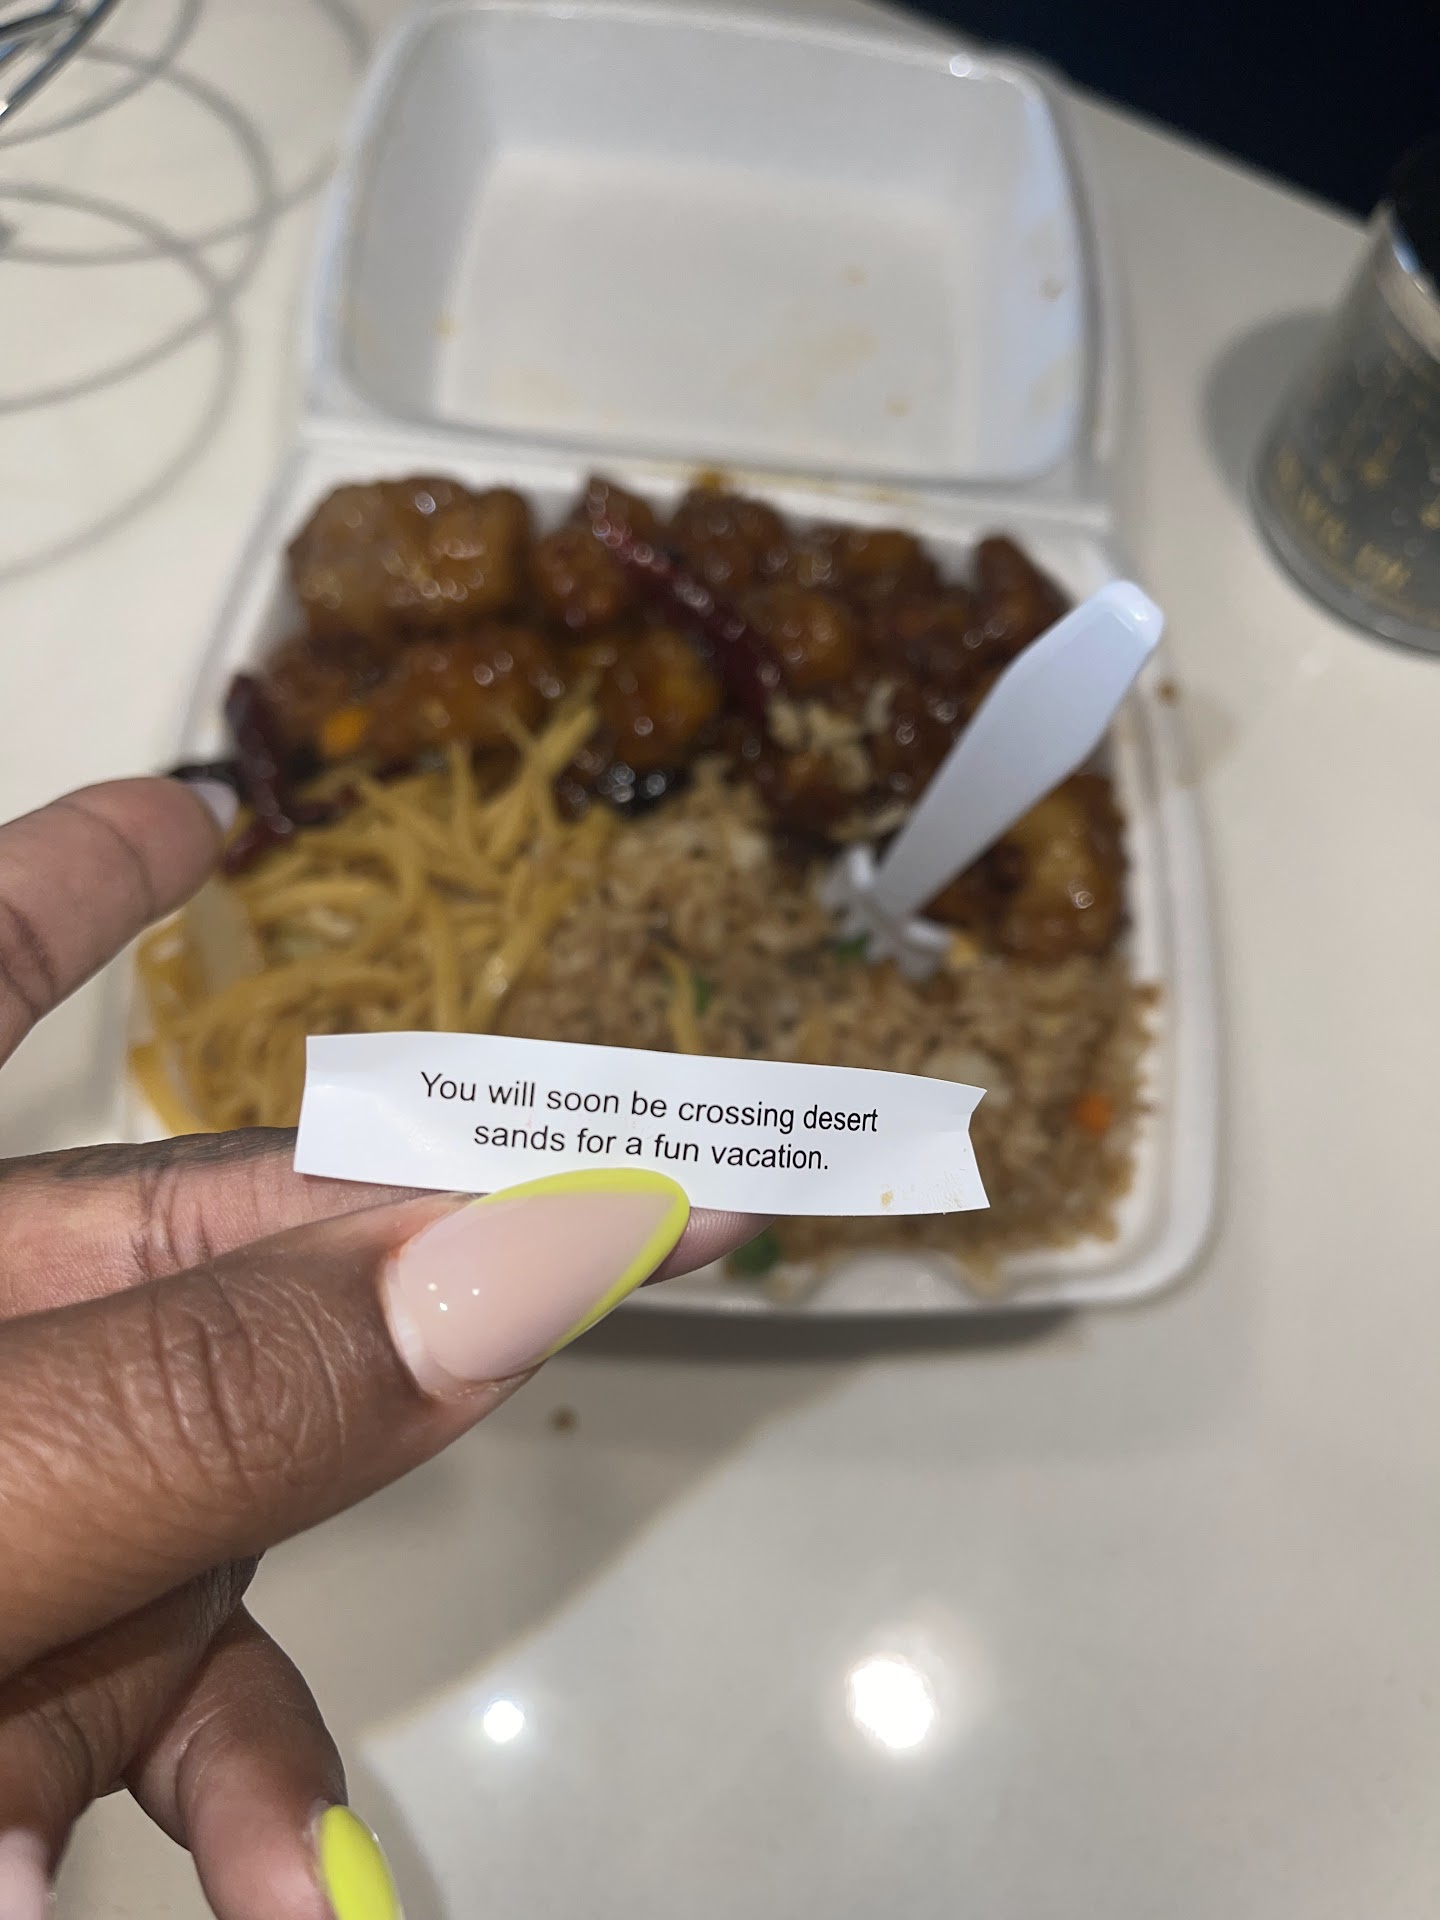 You will soon be crossing desert
sands for a fun vacation.